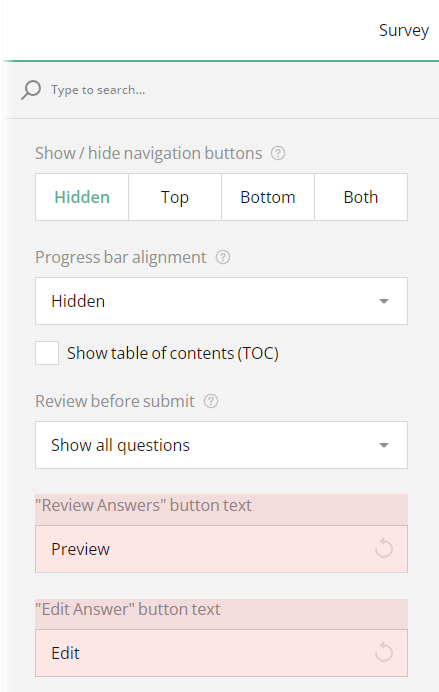 Survey
Type to search...
Show / hide navigation buttons
Hidden Top Bottom Both
Progress bar alignment
Hidden
Show table of contents (TOC)
Review before submit
Show all questions
"Review Answers" button text
Preview
"Edit Answer" button text
Edit